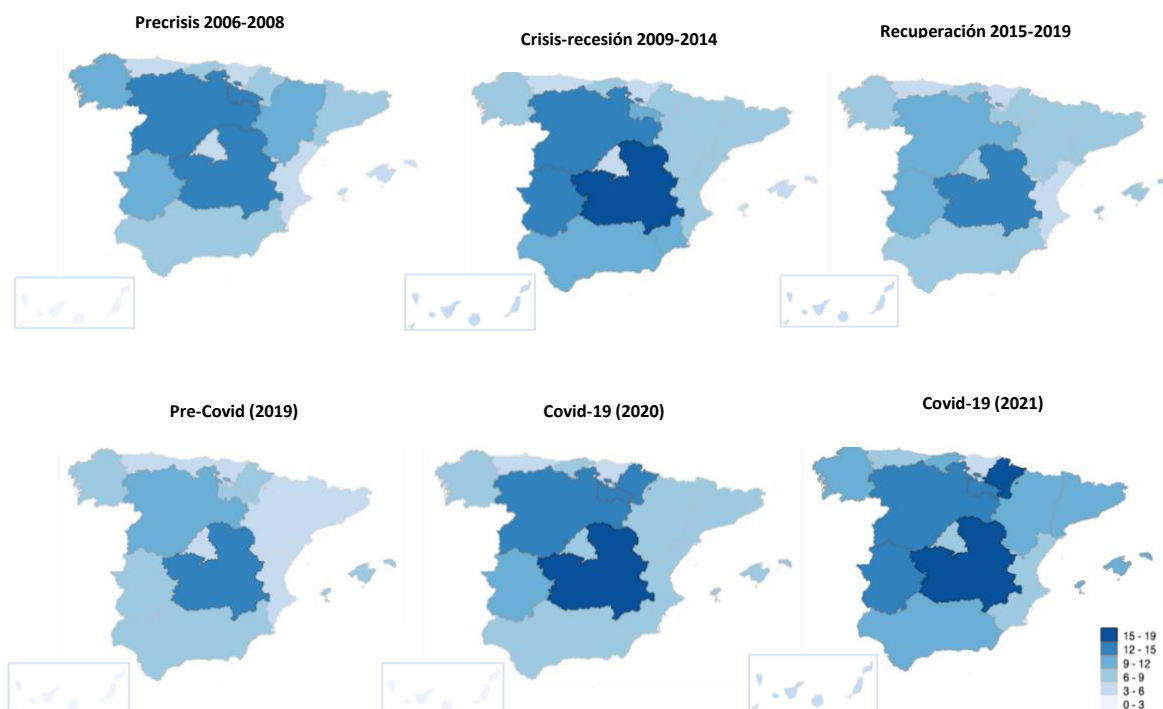 Precrisis 2006-2008
Crisis-recesión 2009-2014
Recuperación 2015-2019
Pre-Covid (2019)
Covid-19 (2020)
Covid-19 (2021)
15 - 19
12 - 15
9 - 12
6 - 9
3 - 6
0 - 3